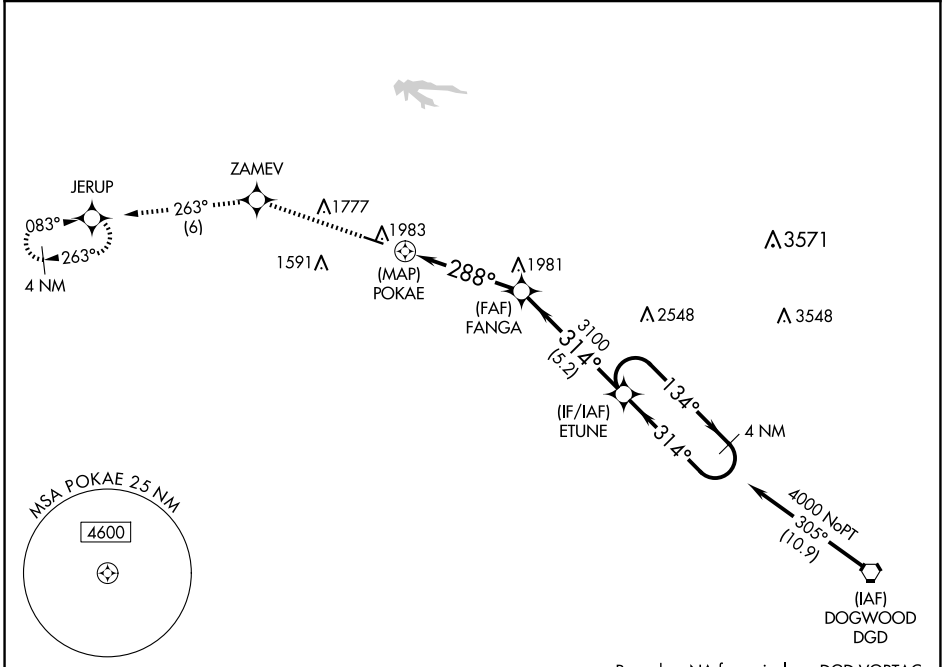 ZAMEV
JERUP
083°
263°
4 NM
263°
(6)
1777
1983
1591
(MAP)
POKAE
288°
1981
(FAF)
FANGA
3571
2548
3548
3100
314°
(5.2)
(IF/IAF)
ETUNE
134°
314°
4 NM
4000 NoPT
305°
(10.9)
(IAF)
DOGWOOD
DGD
MSA POKAE 25 NM
4600